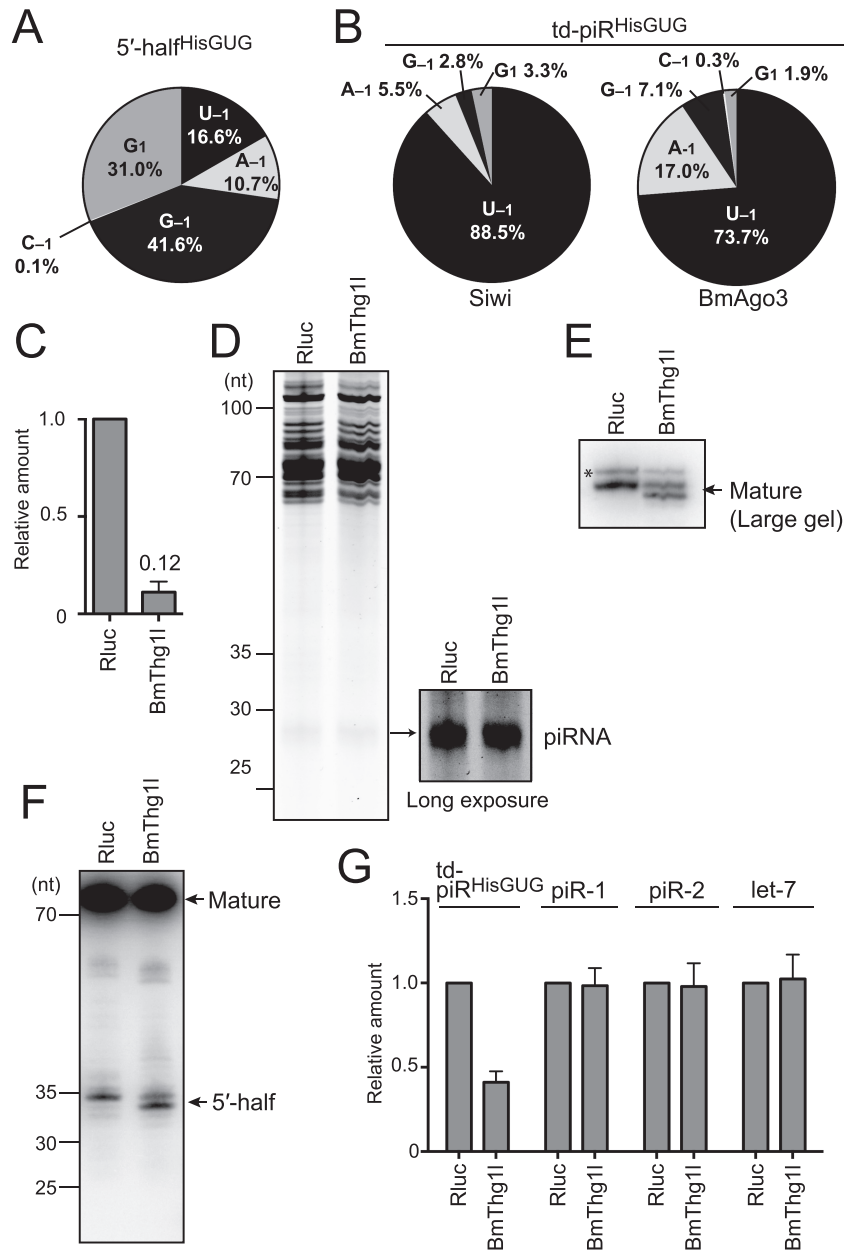 A
5′-halfHisGUG
U–1
16.6%
A–1
10.7%
G1
31.0%
G–1
41.6%
C–1
0.1%
B
td-piRHisGUG
G–1 2.8%
A–1 5.5%
G1 3.3%
U–1
88.5%
Siwi
C–1 0.3%
G–1 7.1%
G1 1.9%
A-1
17.0%
U–1
73.7%
BmAgo3
C
Relative amount
1.0
0.5
0
0.12
Rluc
BmThg1l
D
Rluc
BmThg1l
(nt)
100
70
35
30
25
Rluc
BmThg1l
piRNA
Long exposure
E
Rluc
BmThg1l
*
Mature
(Large gel)
F
Rluc
BmThg1l
(nt)
70
Mature
35
5′-half
30
25
G
td-
piRHisGUG
piR-1
piR-2
let-7
Relative amount
1.5
1.0
0.5
0
Rluc
BmThg1l
Rluc
BmThg1l
Rluc
BmThg1l
Rluc
BmThg1l